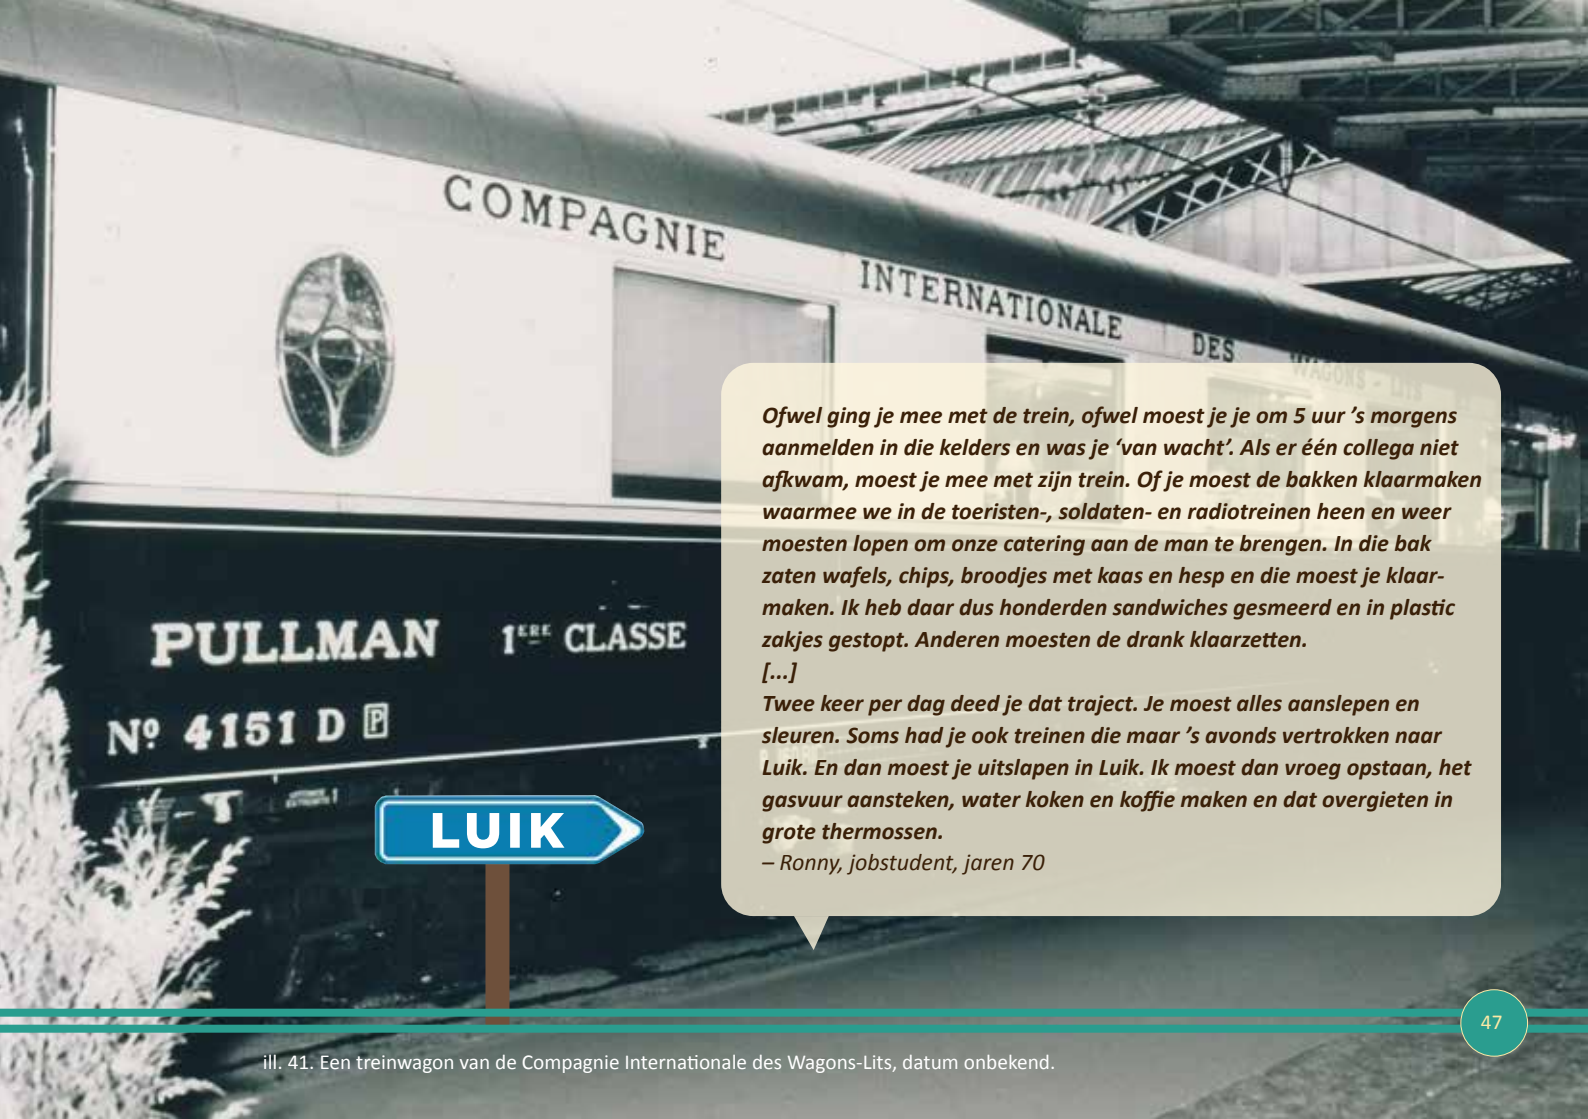 COMPAGNIE INTERNATIONALE DES WAGONS - LITS
Ofwel ging je mee met de trein, ofwel moest je je om 5 uur ’s morgens
aanmelden in die kelders en was je ‘van wacht’. Als er één collega niet
afkwam, moest je mee met zijn trein. Of je moest de bakken klaarmaken
waarmee we in de toeristen-, soldaten- en radiotreinen heen en weer
moesten lopen om onze catering aan de man te brengen. In die bak
zaten wafels, chips, broodjes met kaas en hesp en die moest je klaar-
maken. Ik heb daar dus honderden sandwiches gesmeerd en in plastic
zakjes gestopt. Anderen moesten de drank klaarzetten.
[...]
Twee keer per dag deed je dat traject. Je moest alles aanslepen en
sleuren. Soms had je ook treinen die maar ’s avonds vertrokken naar
Luik. En dan moest je uitslapen in Luik. Ik moest dan vroeg opstaan, het
gasvuur aansteken, water koken en koffie maken en dat overgieten in
grote thermossen.
– Ronny, jobstudent, jaren 70
PULLMAN 1ERE CLASSE
Nº 4151 D P
LUIK
47
ill. 41. Een treinwagon van de Compagnie Internationale des Wagons-Lits, datum onbekend.